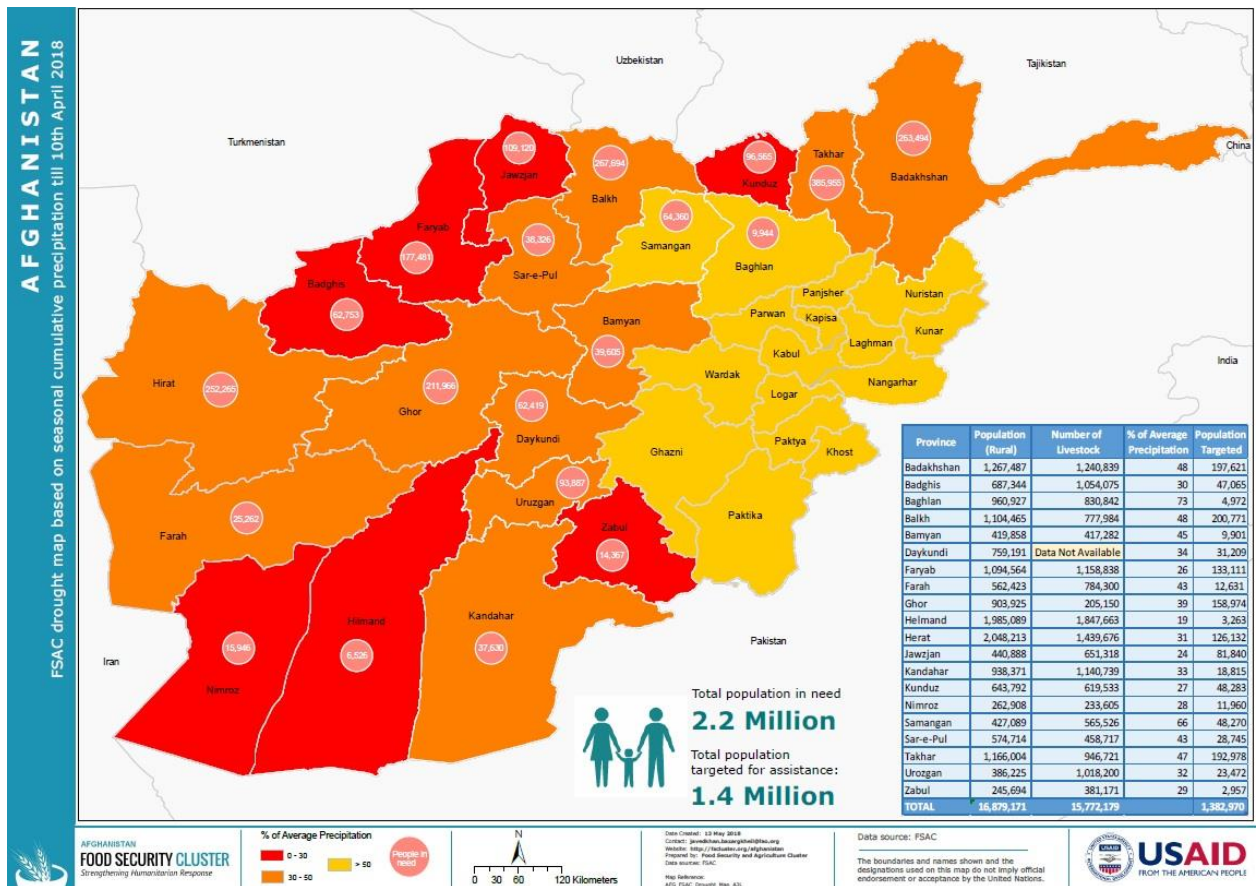 AFGHANISTAN
FSAC drought map based on seasonal cumulative precipitation till 10th April 2018
Uzbekistan
Tajikistan
Turkmenistan
China
India
Pakistan
Iran
109,120
Jawzjan
267,694
Balkh
96,565
Kunduz
Takhar
385,955
263,494
Badakhshan
Faryab
177,481
38,326
Sar-e-Pul
64,360
Samangan
9,944
Baghlan
Badghis
62,753
Panjsher
Nuristan
Parwan
Kapisa
Kunar
Bamyan
39,605
Kabul
Laghman
Wardak
Nangarhar
Logar
Hirat
252,265
211,966
Ghor
62,419
Daykundi
Ghazni
Paktya
Khost
Paktika
93,887
Uruzgan
25,262
Farah
Zabul
14,367
Hilmand
6,526
15,946
Nimroz
Kandahar
37,630
Total population in need
2.2 Million
Total population
targeted for assistance:
1.4 Million
Province Population (Rural) Number of Livestock % of Average Precipitation Population Targeted
Badakhshan 1,267,487 1,240,839 48 197,621
Badghis 687,344 1,054,075 30 47,065
Baghlan 960,927 830,842 73 4,972
Balkh 1,104,465 777,984 48 200,771
Bamyan 419,858 417,282 45 9,901
Daykundi 759,191 Data Not Available 34 31,209
Faryab 1,094,564 1,158,838 26 133,111
Farah 562,423 784,300 43 12,631
Ghor 903,925 205,150 39 158,974
Helmand 1,985,089 1,847,663 19 3,263
Herat 2,048,213 1,439,676 31 126,132
Jawzjan 440,888 651,318 24 81,840
Kandahar 938,371 1,140,739 33 18,815
Kunduz 643,792 619,533 27 48,283
Nimroz 262,908 233,605 28 11,960
Samangan 427,089 565,526 66 48,270
Sar-e-Pul 574,714 458,717 43 28,745
Takhar 1,166,004 946,721 47 192,978
Urozgan 386,225 1,018,200 32 23,472
Zabul 245,694 381,171 29 2,957
TOTAL 16,879,171 15,772,179 1,382,970
AFGHANISTAN
FOOD SECURITY CLUSTER
Strengthening Humanitarian Response
% of Average Precipitation
0 - 30
30 - 50
> 50
People in
need
N
0 30 60 120 Kilometers
Date Created: 13 May 2018
Website: http://fscluster.org/afghanistan
Prepared by: Food Security and Agriculture Cluster
Data sources: FSAC
Map Reference:
Data source: FSAC
The boundaries and names shown and the
designations used on this map do not imply official
endorsement or acceptance by the United Nations.
USAID
FROM THE AMERICAN PEOPLE